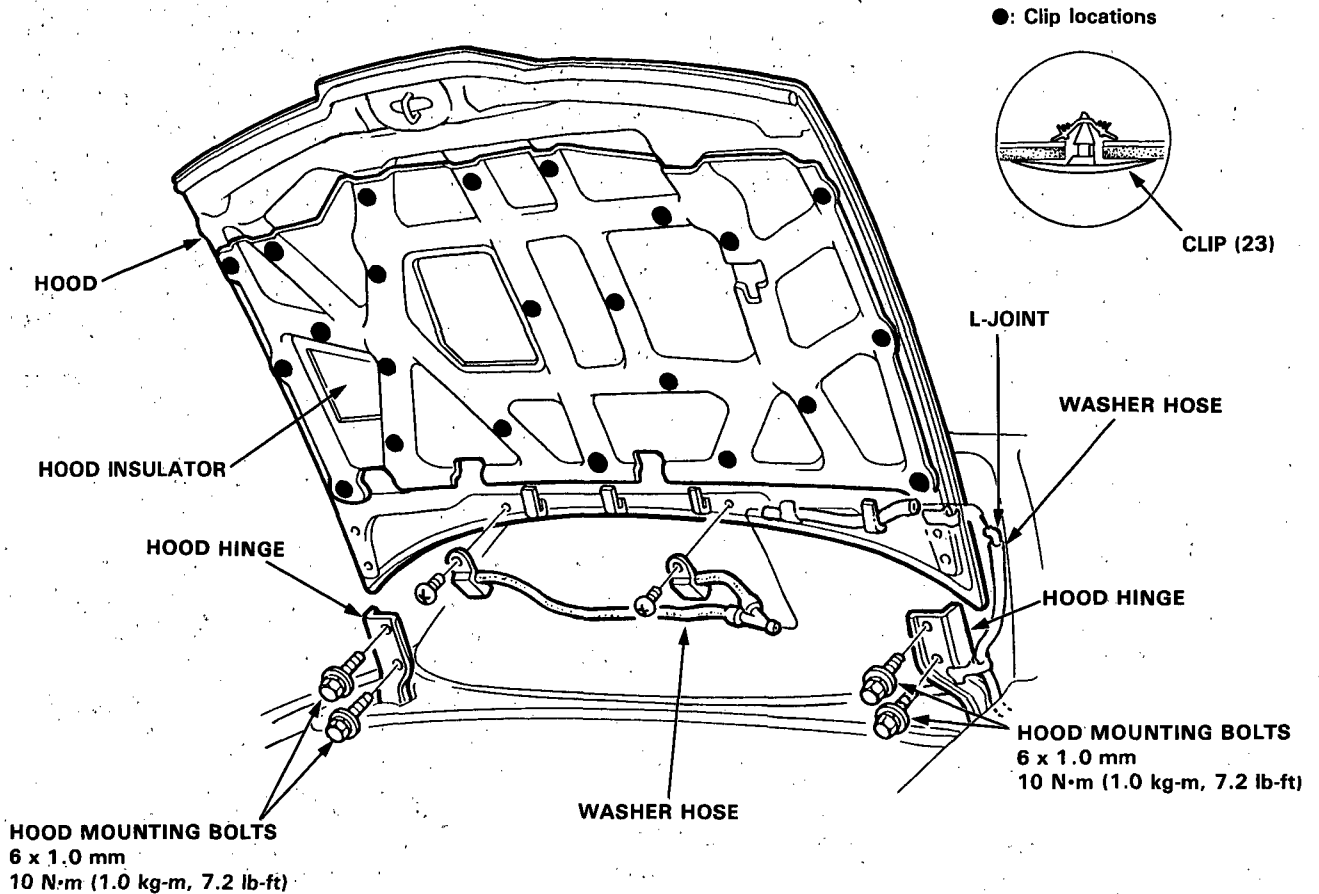 ●: Clip locations
CLIP (23)
HOOD
L-JOINT
WASHER HOSE
HOOD INSULATOR
HOOD HINGE
HOOD HINGE
HOOD MOUNTING BOLTS
6 x 1.0 mm
10 N•m (1.0 kg-m, 7.2 lb-ft)
WASHER HOSE
HOOD MOUNTING BOLTS
6 x 1.0 mm
10 N•m (1.0 kg-m, 7.2 lb-ft)